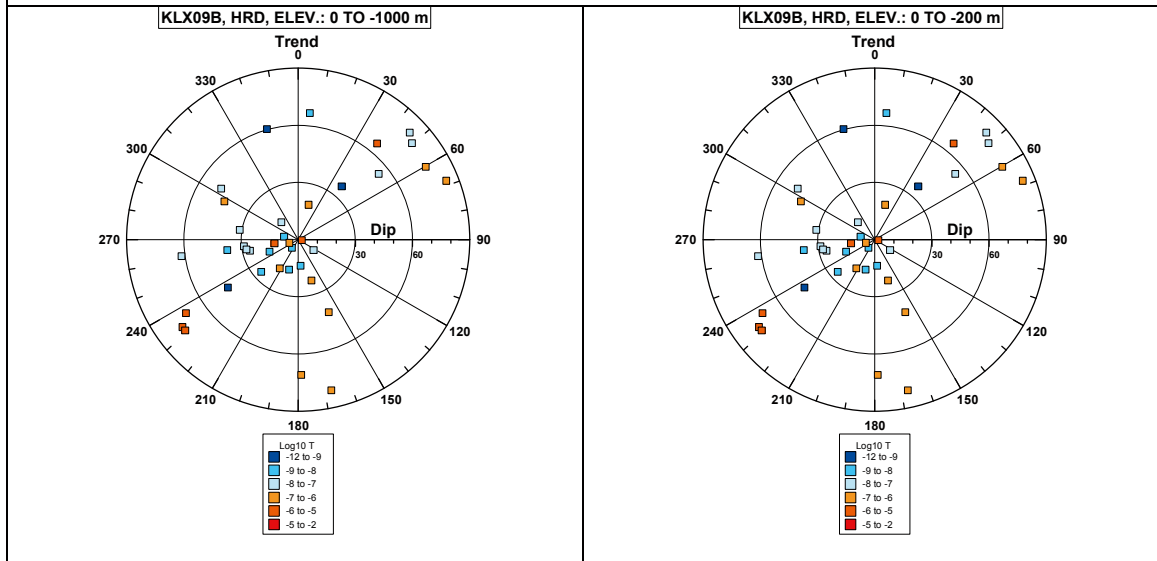 KLX09B, HRD, ELEV.: 0 TO -1000 m
Trend
0
330
30
300
60
270
Dip
90
30
60
240
120
210
150
180
Log10 T
-12 to -9
-9 to -8
-8 to -7
-7 to -6
-6 to -5
-5 to -2
KLX09B, HRD, ELEV.: 0 TO -200 m
Trend
0
330
30
300
60
270
Dip
90
30
60
240
120
210
150
180
Log10 T
-12 to -9
-9 to -8
-8 to -7
-7 to -6
-6 to -5
-5 to -2